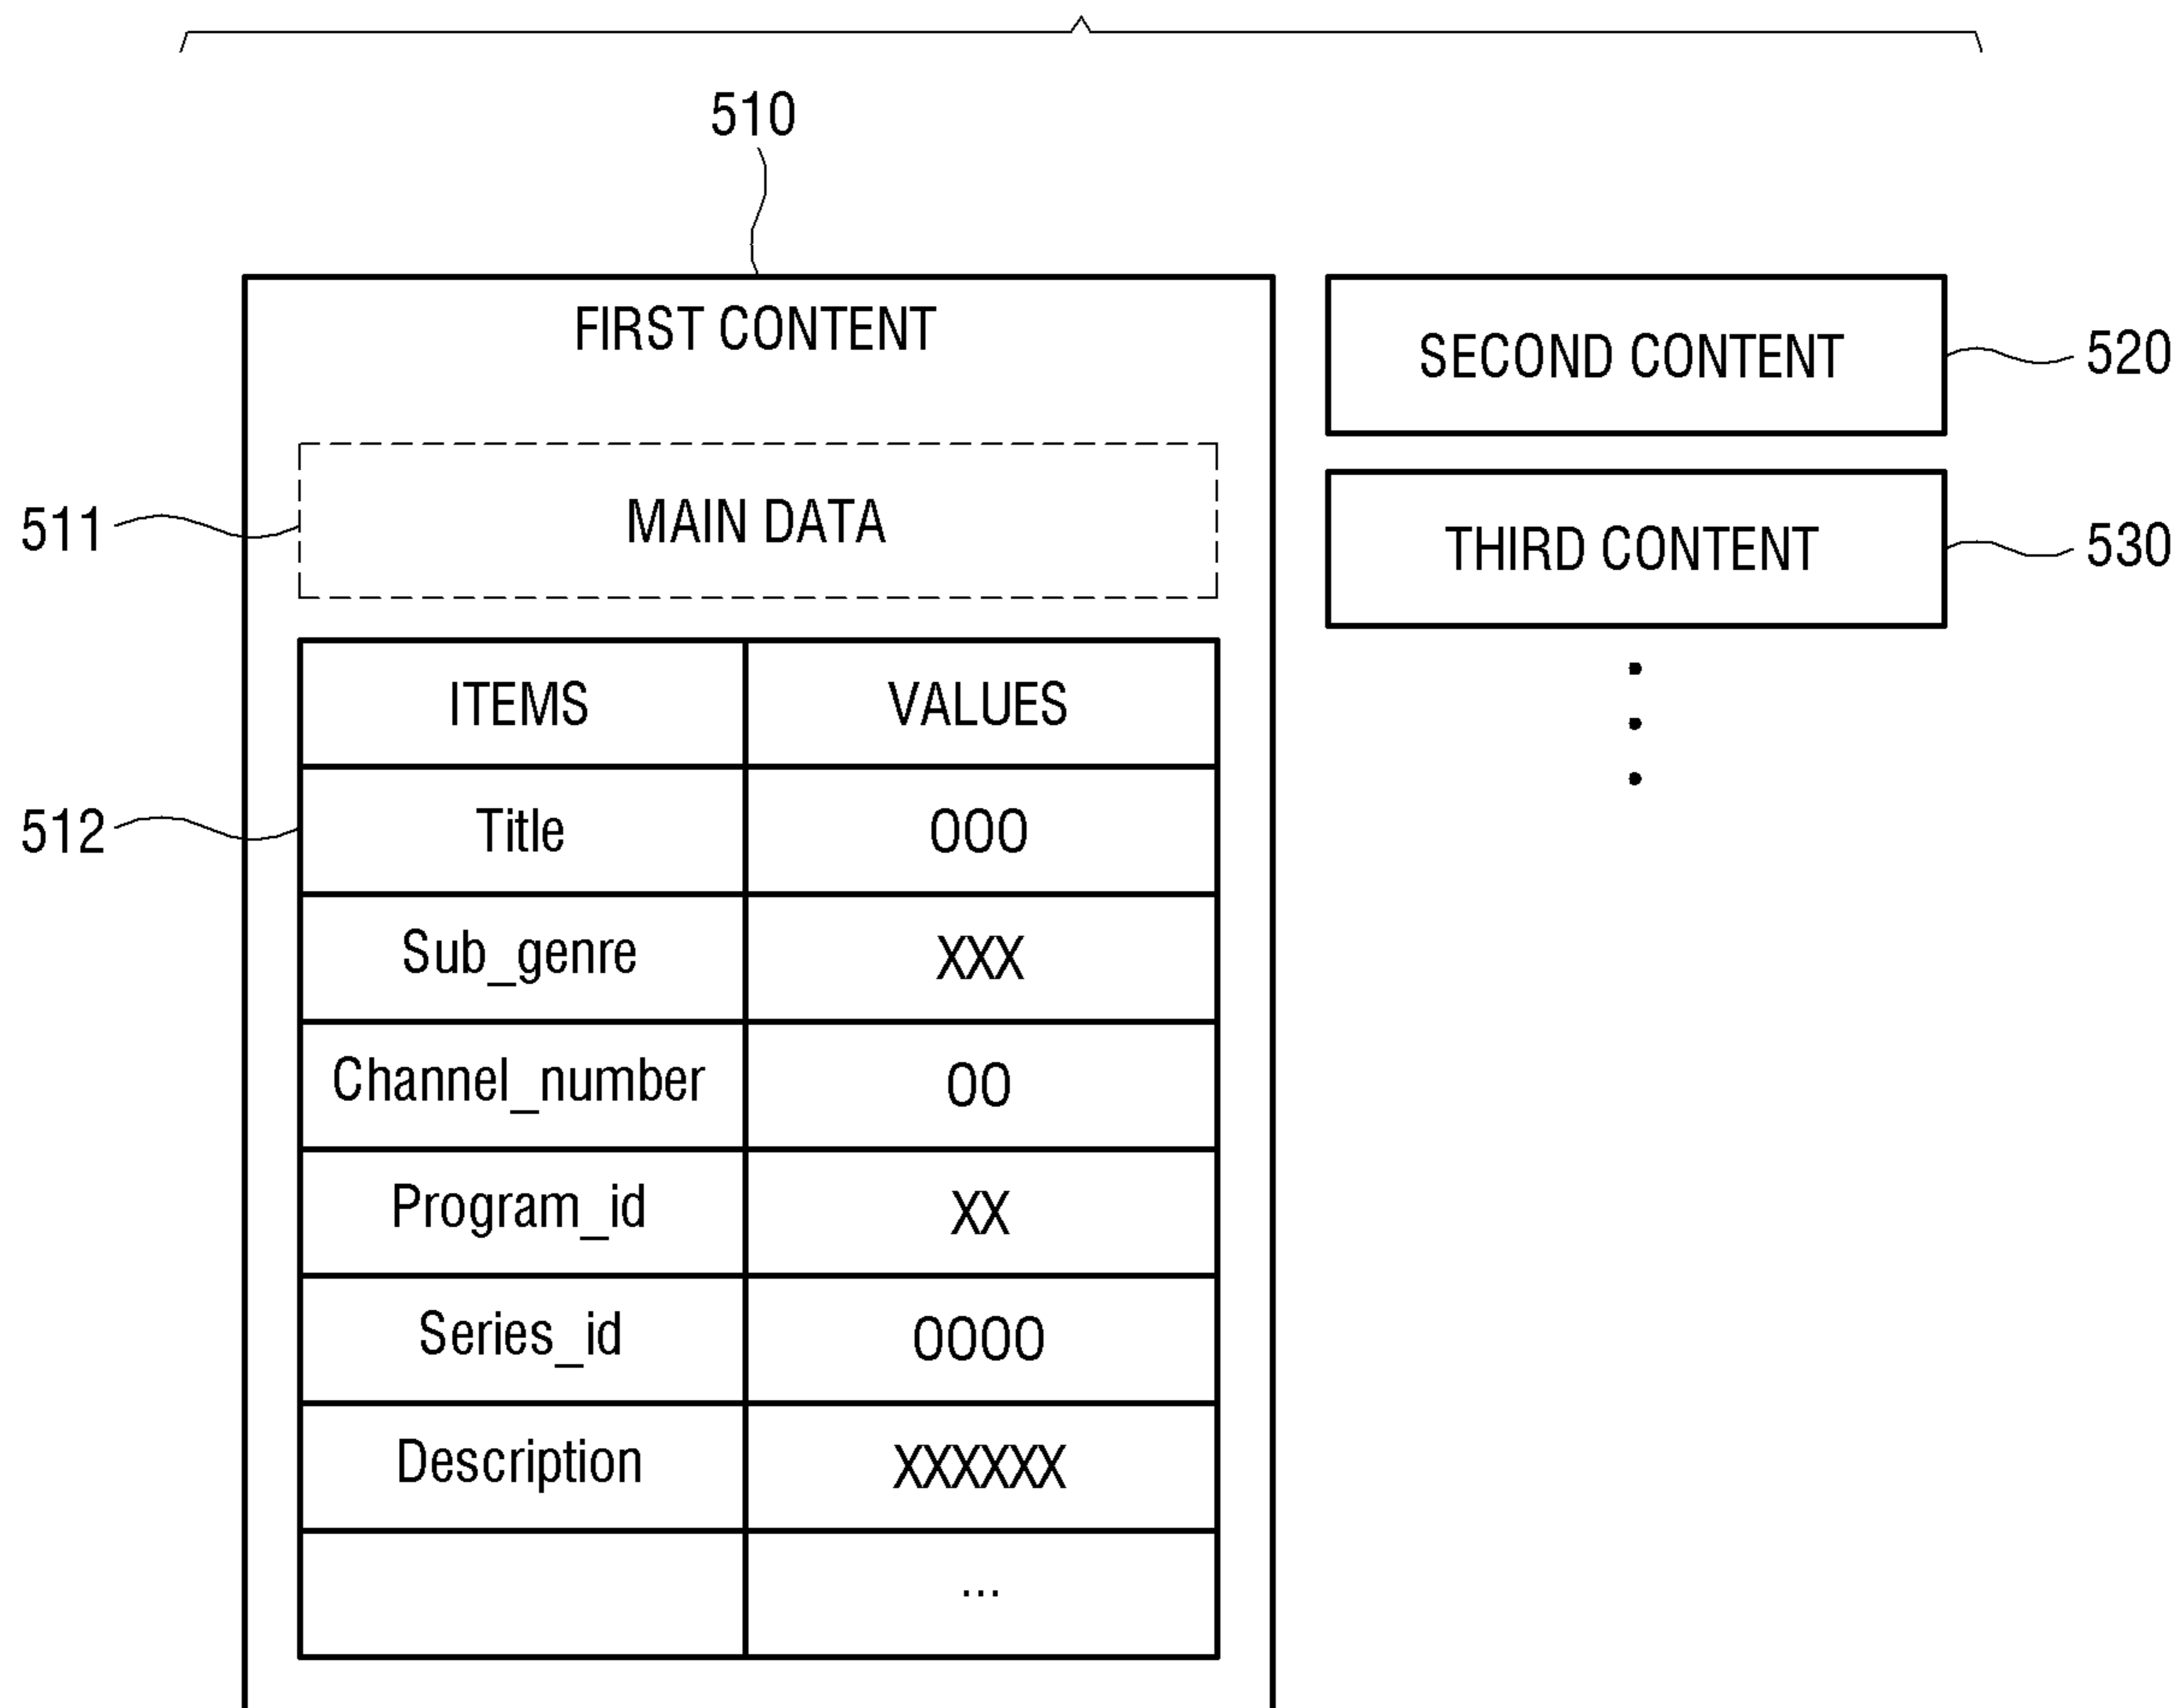 510
FIRST CONTENT
511
MAIN DATA
512
ITEMS VALUES
Title OOO
Sub_genre XXX
Channel_number OO
Program_id XX
Series_id OOOO
Description XXXXXX
...
SECOND CONTENT
520
THIRD CONTENT
530